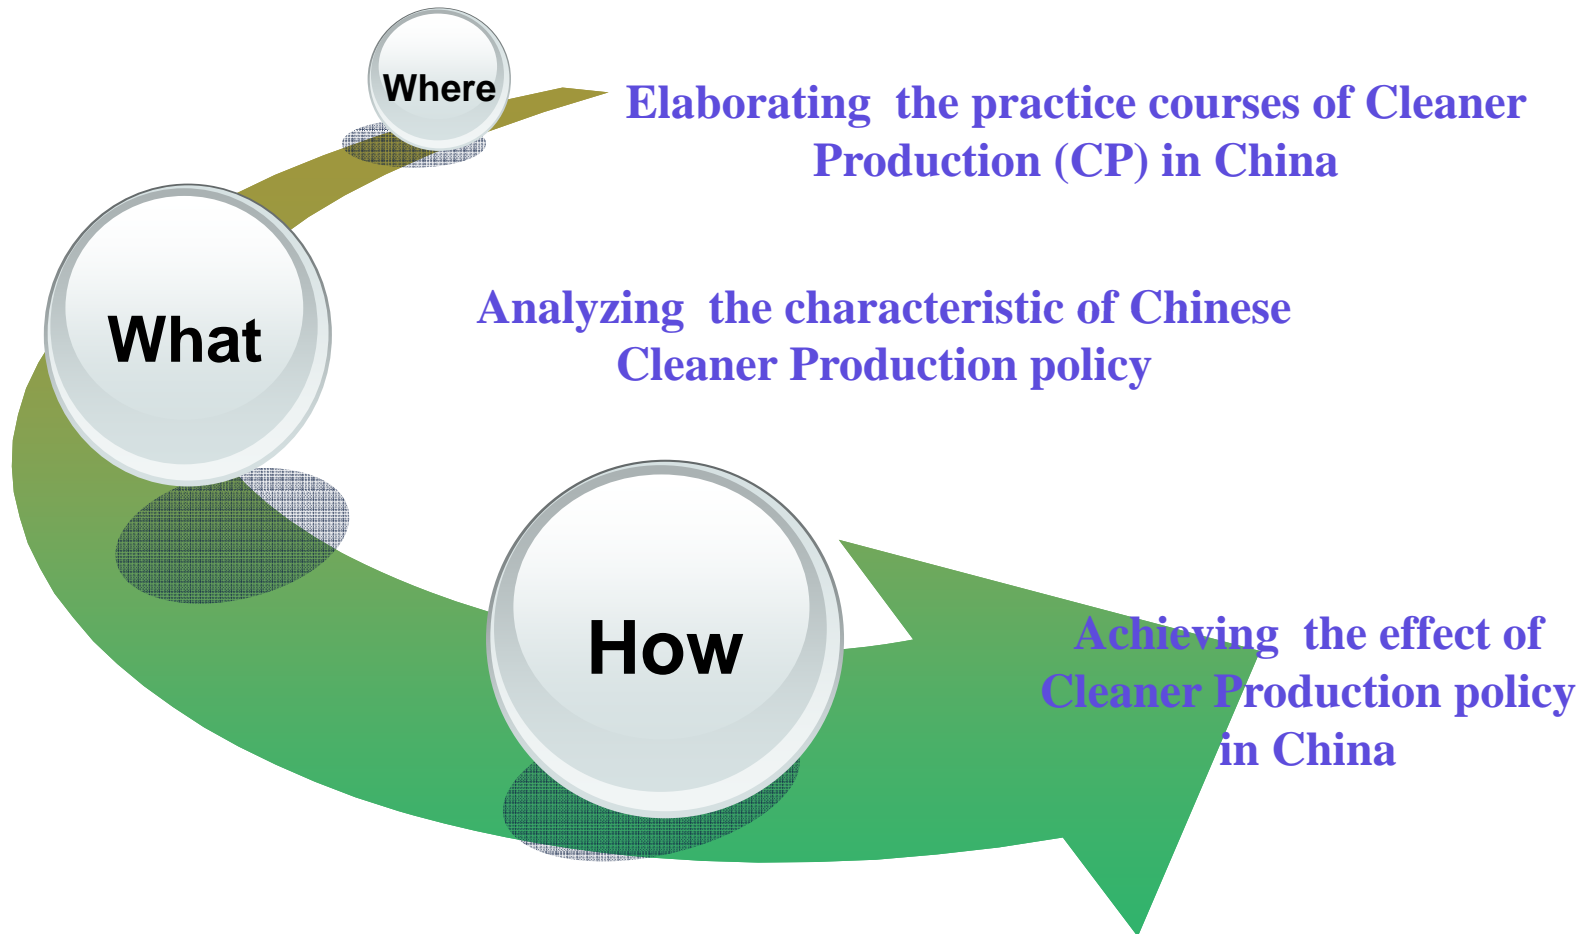 Where
Elaborating the practice courses of Cleaner
Production (CP) in China
What
Analyzing the characteristic of Chinese
Cleaner Production policy
How
Achieving the effect of
Cleaner Production policy
in China